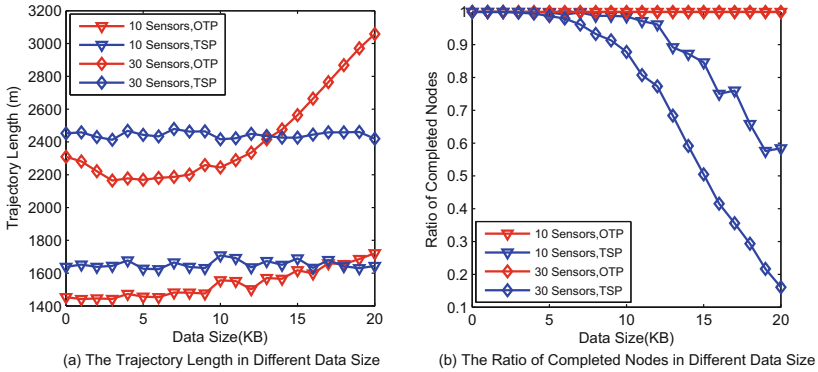 3200
3000
2800
2600
2400
2200
2000
1800
1600
1400
Trajectory Length (m)
10 Sensors,OTP
10 Sensors,TSP
30 Sensors,OTP
30 Sensors,TSP
0 5 10 15 20
Data Size(KB)
(a) The Trajectory Length in Different Data Size
1
0.9
0.8
0.7
0.6
0.5
0.4
0.3
0.2
0.1
Ratio of Completed Nodes
10 Sensors,OTP
10 Sensors,TSP
30 Sensors,OTP
30 Sensors,TSP
0 5 10 15 20
Data Size(KB)
(b) The Ratio of Completed Nodes in Different Data Size